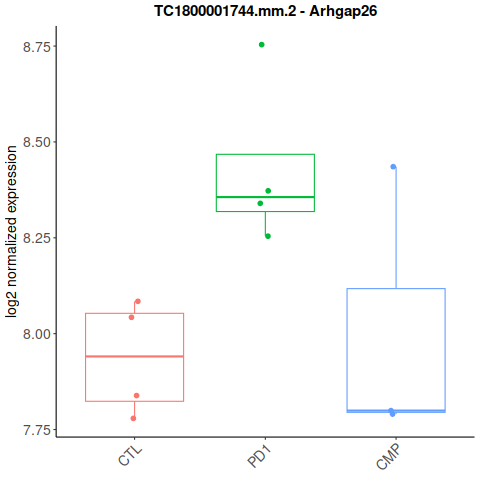 TC1800001744.mm.2 - Arhgap26
log2 normalized expression
8.75
8.50
8.25
8.00
7.75
CTL
PD1
CMP